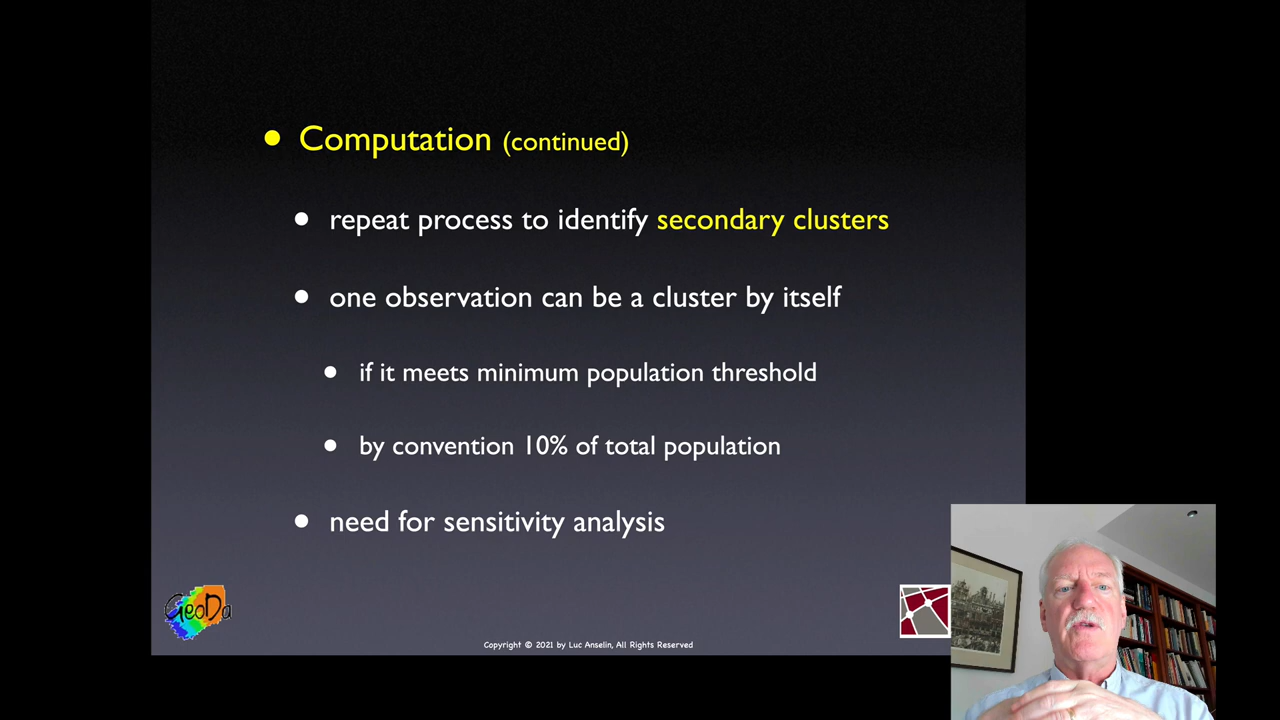 Computation (continued)
repeat process to identify secondary clusters
one observation can be a cluster by itself
if it meets minimum population threshold
by convention 10% of total population
need for sensitivity analysis
GeoDa
Copyright © 2021 by Luc Anselin, All Rights Reserved